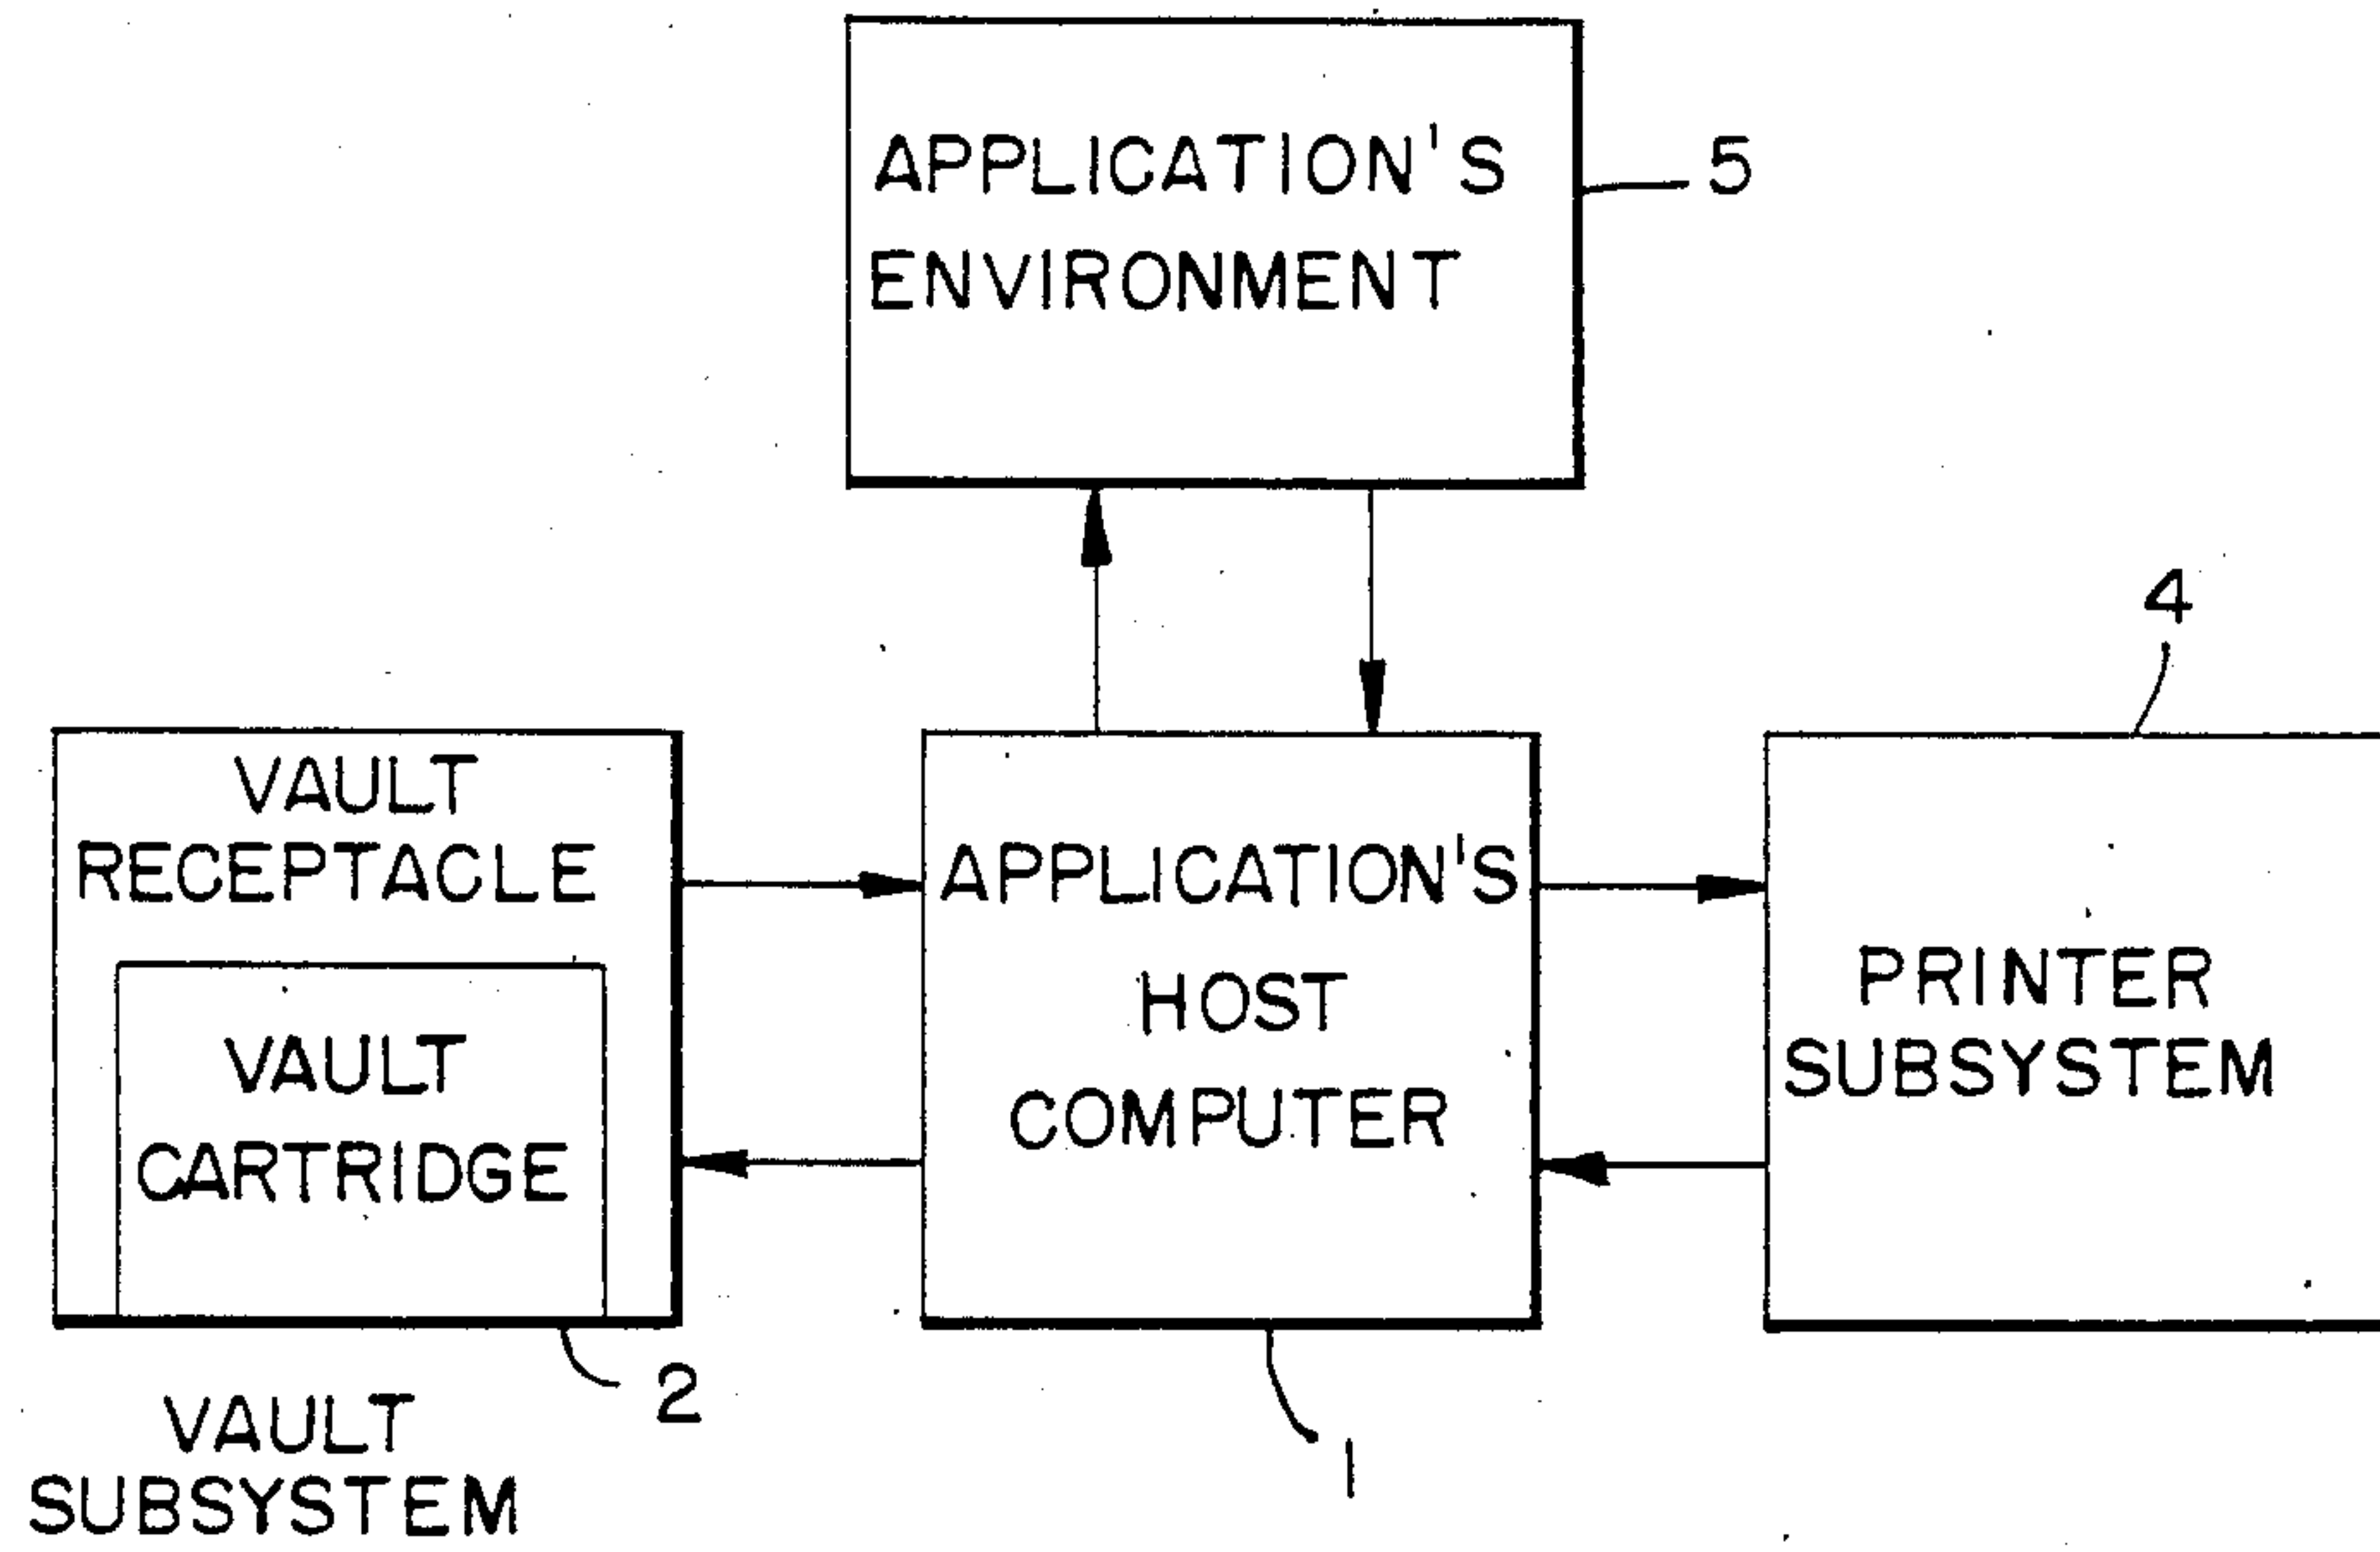 APPLICATION'S
ENVIRONMENT
5
4
VAULT
RECEPTACLE
VAULT
CARTRIDGE
APPLICATION'S
HOST
COMPUTER
PRINTER
SUBSYSTEM
2
1
VAULT
SUBSYSTEM